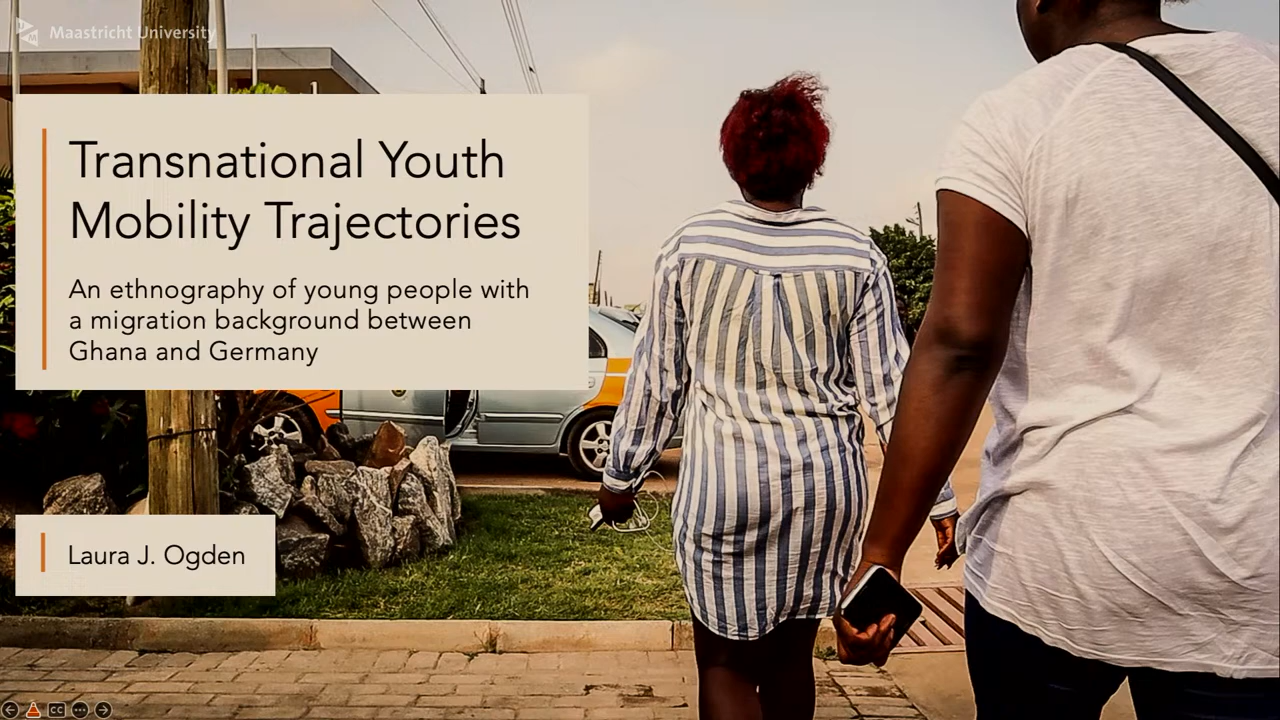 Maastricht University
Transnational Youth
Mobility Trajectories
An ethnography of young people with
a migration background between
Ghana and Germany
Laura J. Ogden
CC